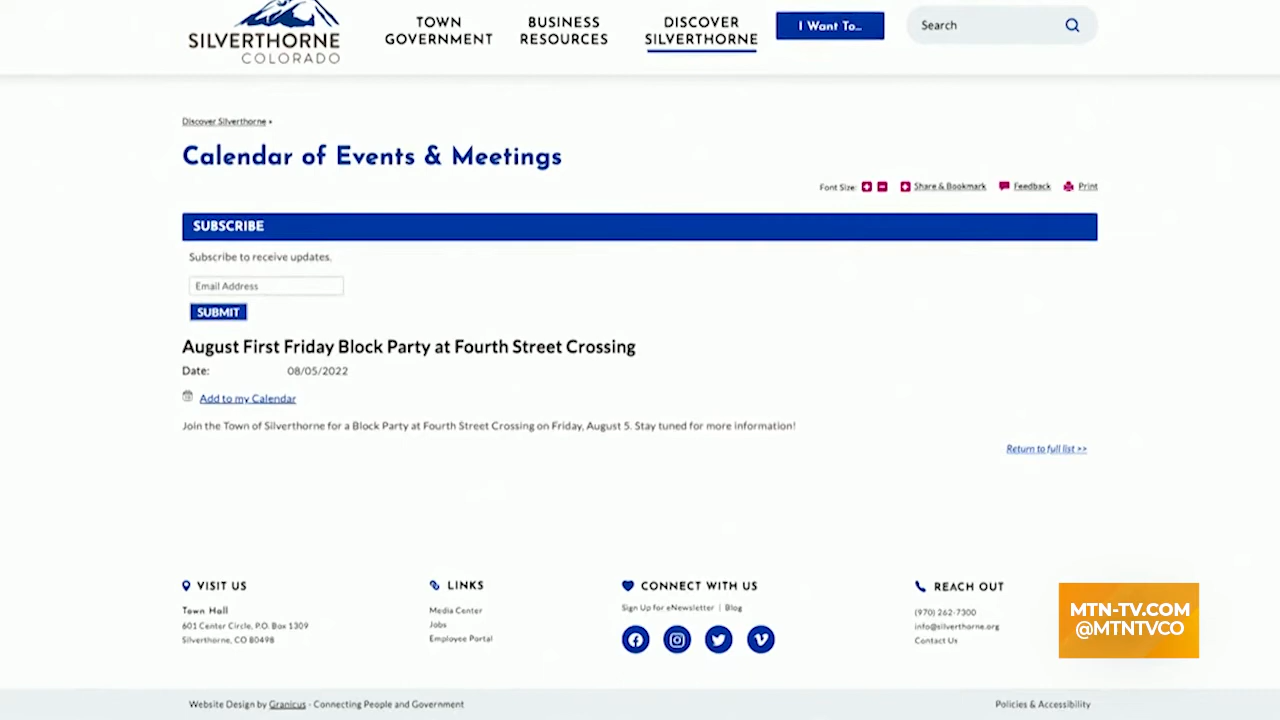 SILVERTHORNE
COLORADO
TOWN
GOVERNMENT
BUSINESS
RESOURCES
DISCOVER
SILVERTHORNE
I Want To...
Search
Discover Silverthorne ▸
Calendar of Events & Meetings
Font Size: Share & Bookmark Feedback Print
SUBSCRIBE
Subscribe to receive updates.
Email Address
SUBMIT
August First Friday Block Party at Fourth Street Crossing
Date: 08/05/2022
Add to my Calendar
Join the Town of Silverthorne for a Block Party at Fourth Street Crossing on Friday, August 5. Stay tuned for more information!
Return to full list >>
VISIT US
Town Hall
601 Center Circle, P.O. Box 1309
Silverthorne, CO 80498
LINKS
Media Center
Jobs
Employee Portal
CONNECT WITH US
Sign Up for eNewsletter | Blog
REACH OUT
(970) 262-7300
info@silverthorne.org
Contact Us
MTN-TV.COM
@MTNTVCO
Website Design by Granicus - Connecting People and Government
Policies & Accessibility